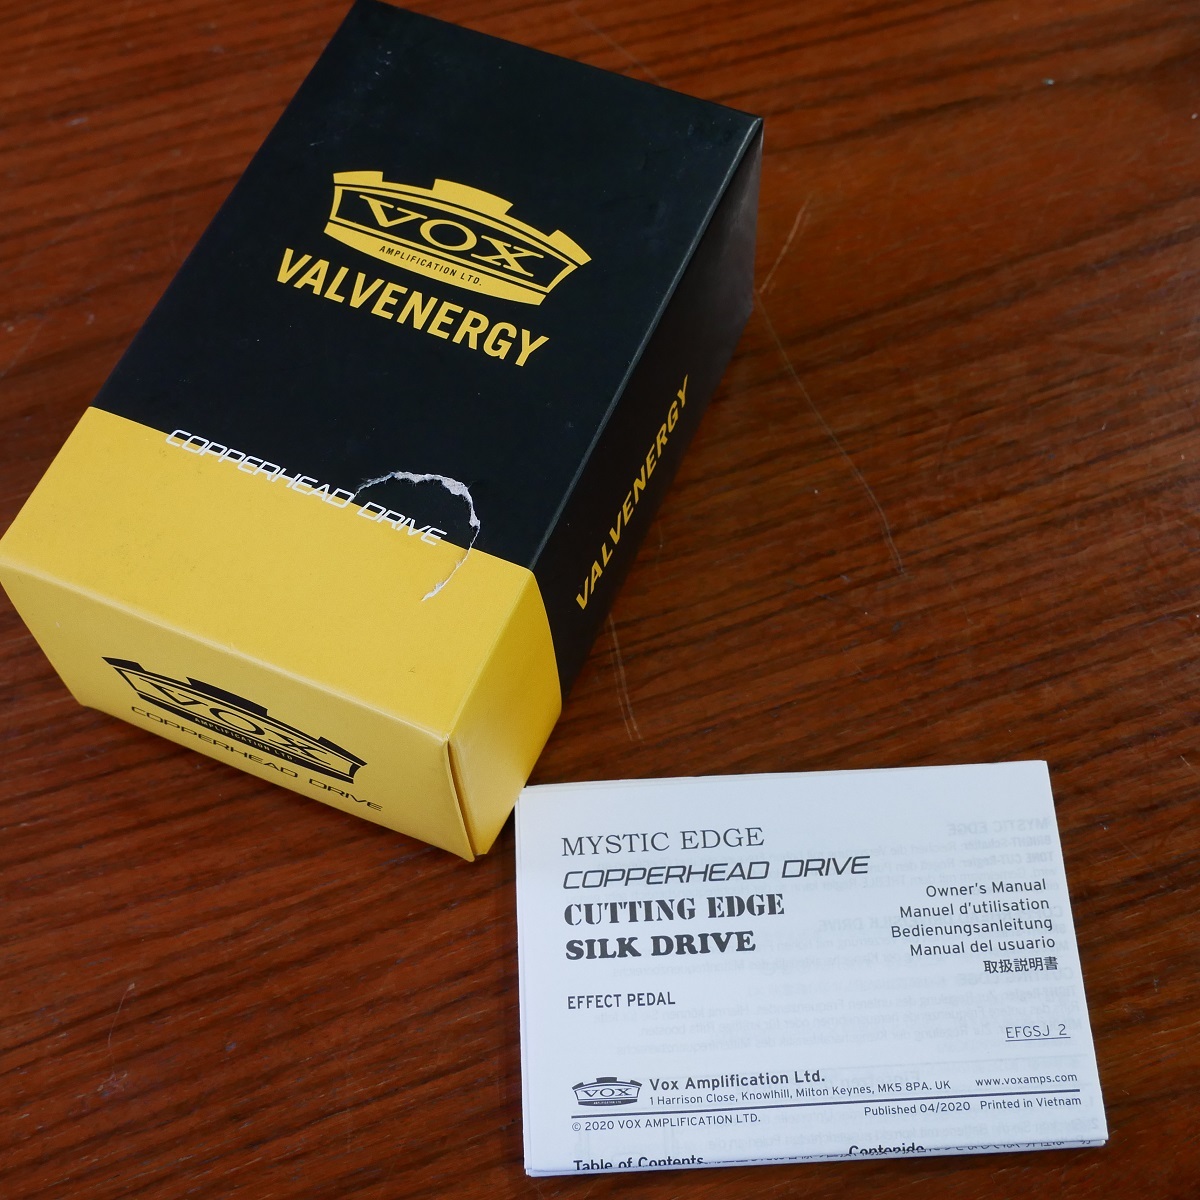 VOX
AMPLIFICATION LTD.
VALVENERGY
COPPERHEAD DRIVE
VALVENERGY
VOX
AMPLIFICATION LTD.
COPPERHEAD DRIVE
MYSTIC EDGE
COPPERHEAD DRIVE
CUTTING EDGE
SILK DRIVE
EFFECT PEDAL
Owner's Manual
Manuel d'utilisation
Bedienungsanleitung
Manual del usuario
取扱説明書
EFGSJ 2
VOX
Vox Amplification Ltd.
1 Harrison Close, Knowlhill, Milton Keynes, MK5 8PA. UK www.voxamps.com
© 2020 VOX AMPLIFICATION LTD. Published 04/2020 Printed in Vietnam
Table of Contents
Contenido